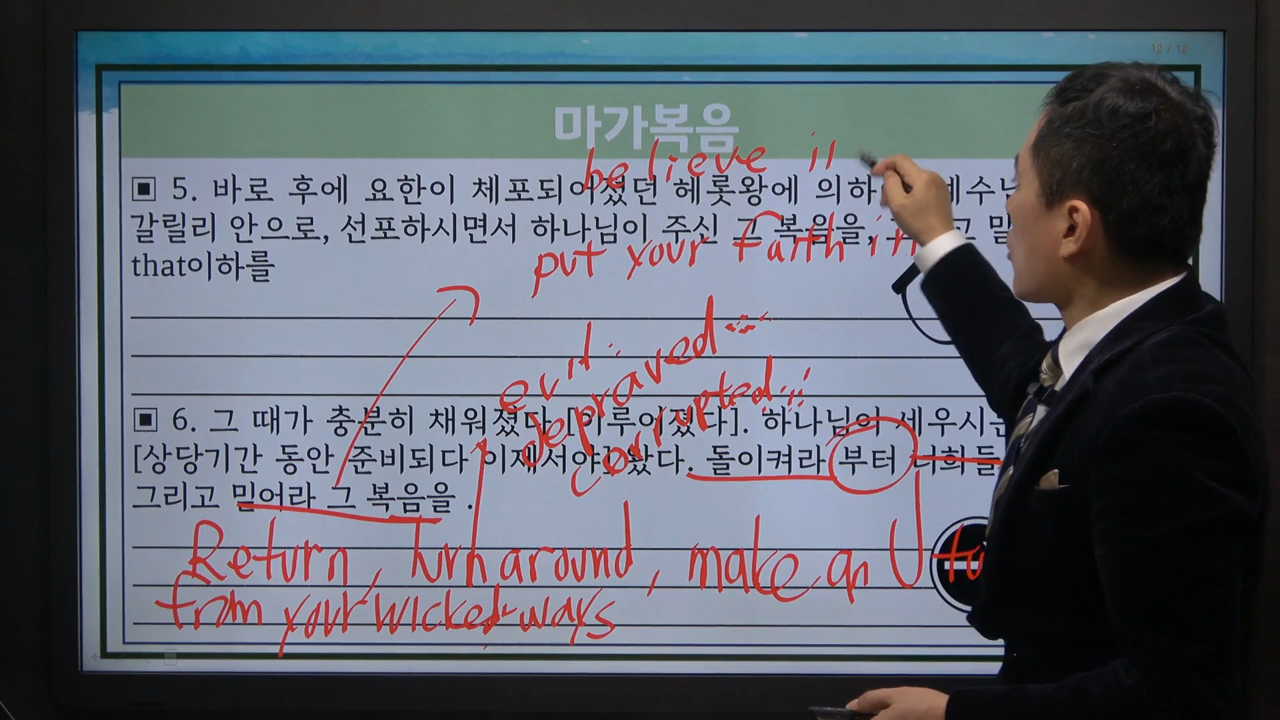 12 / 12
마가복음
believe
▣ 5. 바로 후에 요한이 체포되어졌던 헤롯왕에
갈릴리 안으로, 선포하시면서 하나님이 주신 그 복음을,
put your faith in
that이하를
evil
depraved
corrupted
▣ 6. 그 때가 충분히 채워졌다 [이루어졌다]. 하나님이 세우시는
[상당기간 동안 준비되다 이제서야 왔다. 돌이켜라 부터 너희들
그리고 믿어라 그 복음을 .
Return, turn around, make an U
from your wicked ways